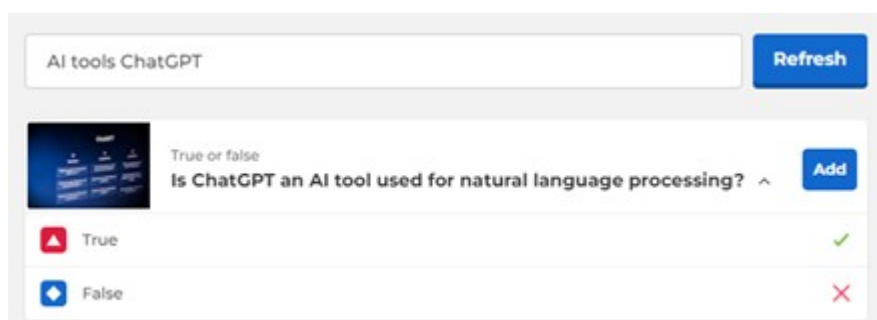 AI tools ChatGPT
Refresh
ChatGPT
True or false
Is ChatGPT an AI tool used for natural language processing?
Add
True
False